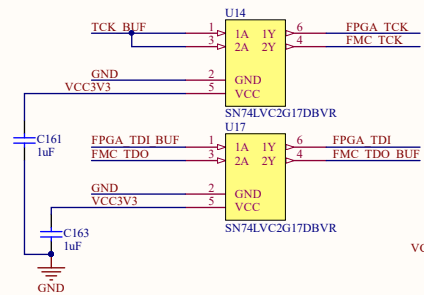 U14
TCK_BUF 1 1A 1Y 6 FPGA_TCK
3 2A 2Y 4 FMC_TCK
GND 2 GND
VCC3V3 5 VCC
SN74LVC2G17DBVR
C161
1uF
U17
FPGA_TDI_BUF 1 1A 1Y 6 FPGA_TDI
FMC_TDO 3 2A 2Y 4 FMC_TDO_BUF
GND 2 GND
VCC3V3 5 VCC
SN74LVC2G17DBVR
C163
1uF
VC
GND